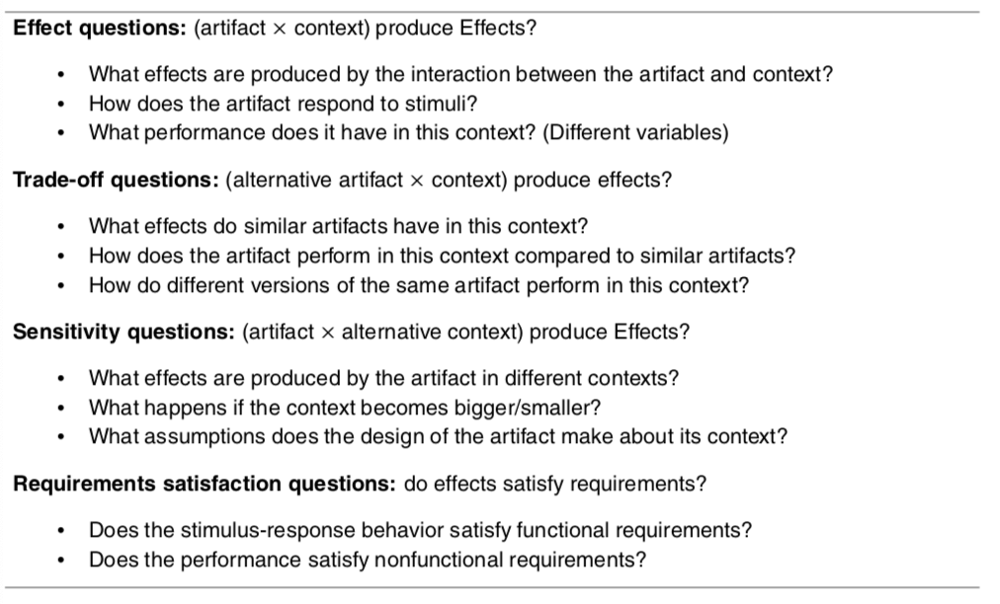 Effect questions: (artifact × context) produce Effects?
• What effects are produced by the interaction between the artifact and context?
• How does the artifact respond to stimuli?
• What performance does it have in this context? (Different variables)
Trade-off questions: (alternative artifact × context) produce effects?
• What effects do similar artifacts have in this context?
• How does the artifact perform in this context compared to similar artifacts?
• How do different versions of the same artifact perform in this context?
Sensitivity questions: (artifact × alternative context) produce Effects?
• What effects are produced by the artifact in different contexts?
• What happens if the context becomes bigger/smaller?
• What assumptions does the design of the artifact make about its context?
Requirements satisfaction questions: do effects satisfy requirements?
• Does the stimulus-response behavior satisfy functional requirements?
• Does the performance satisfy nonfunctional requirements?